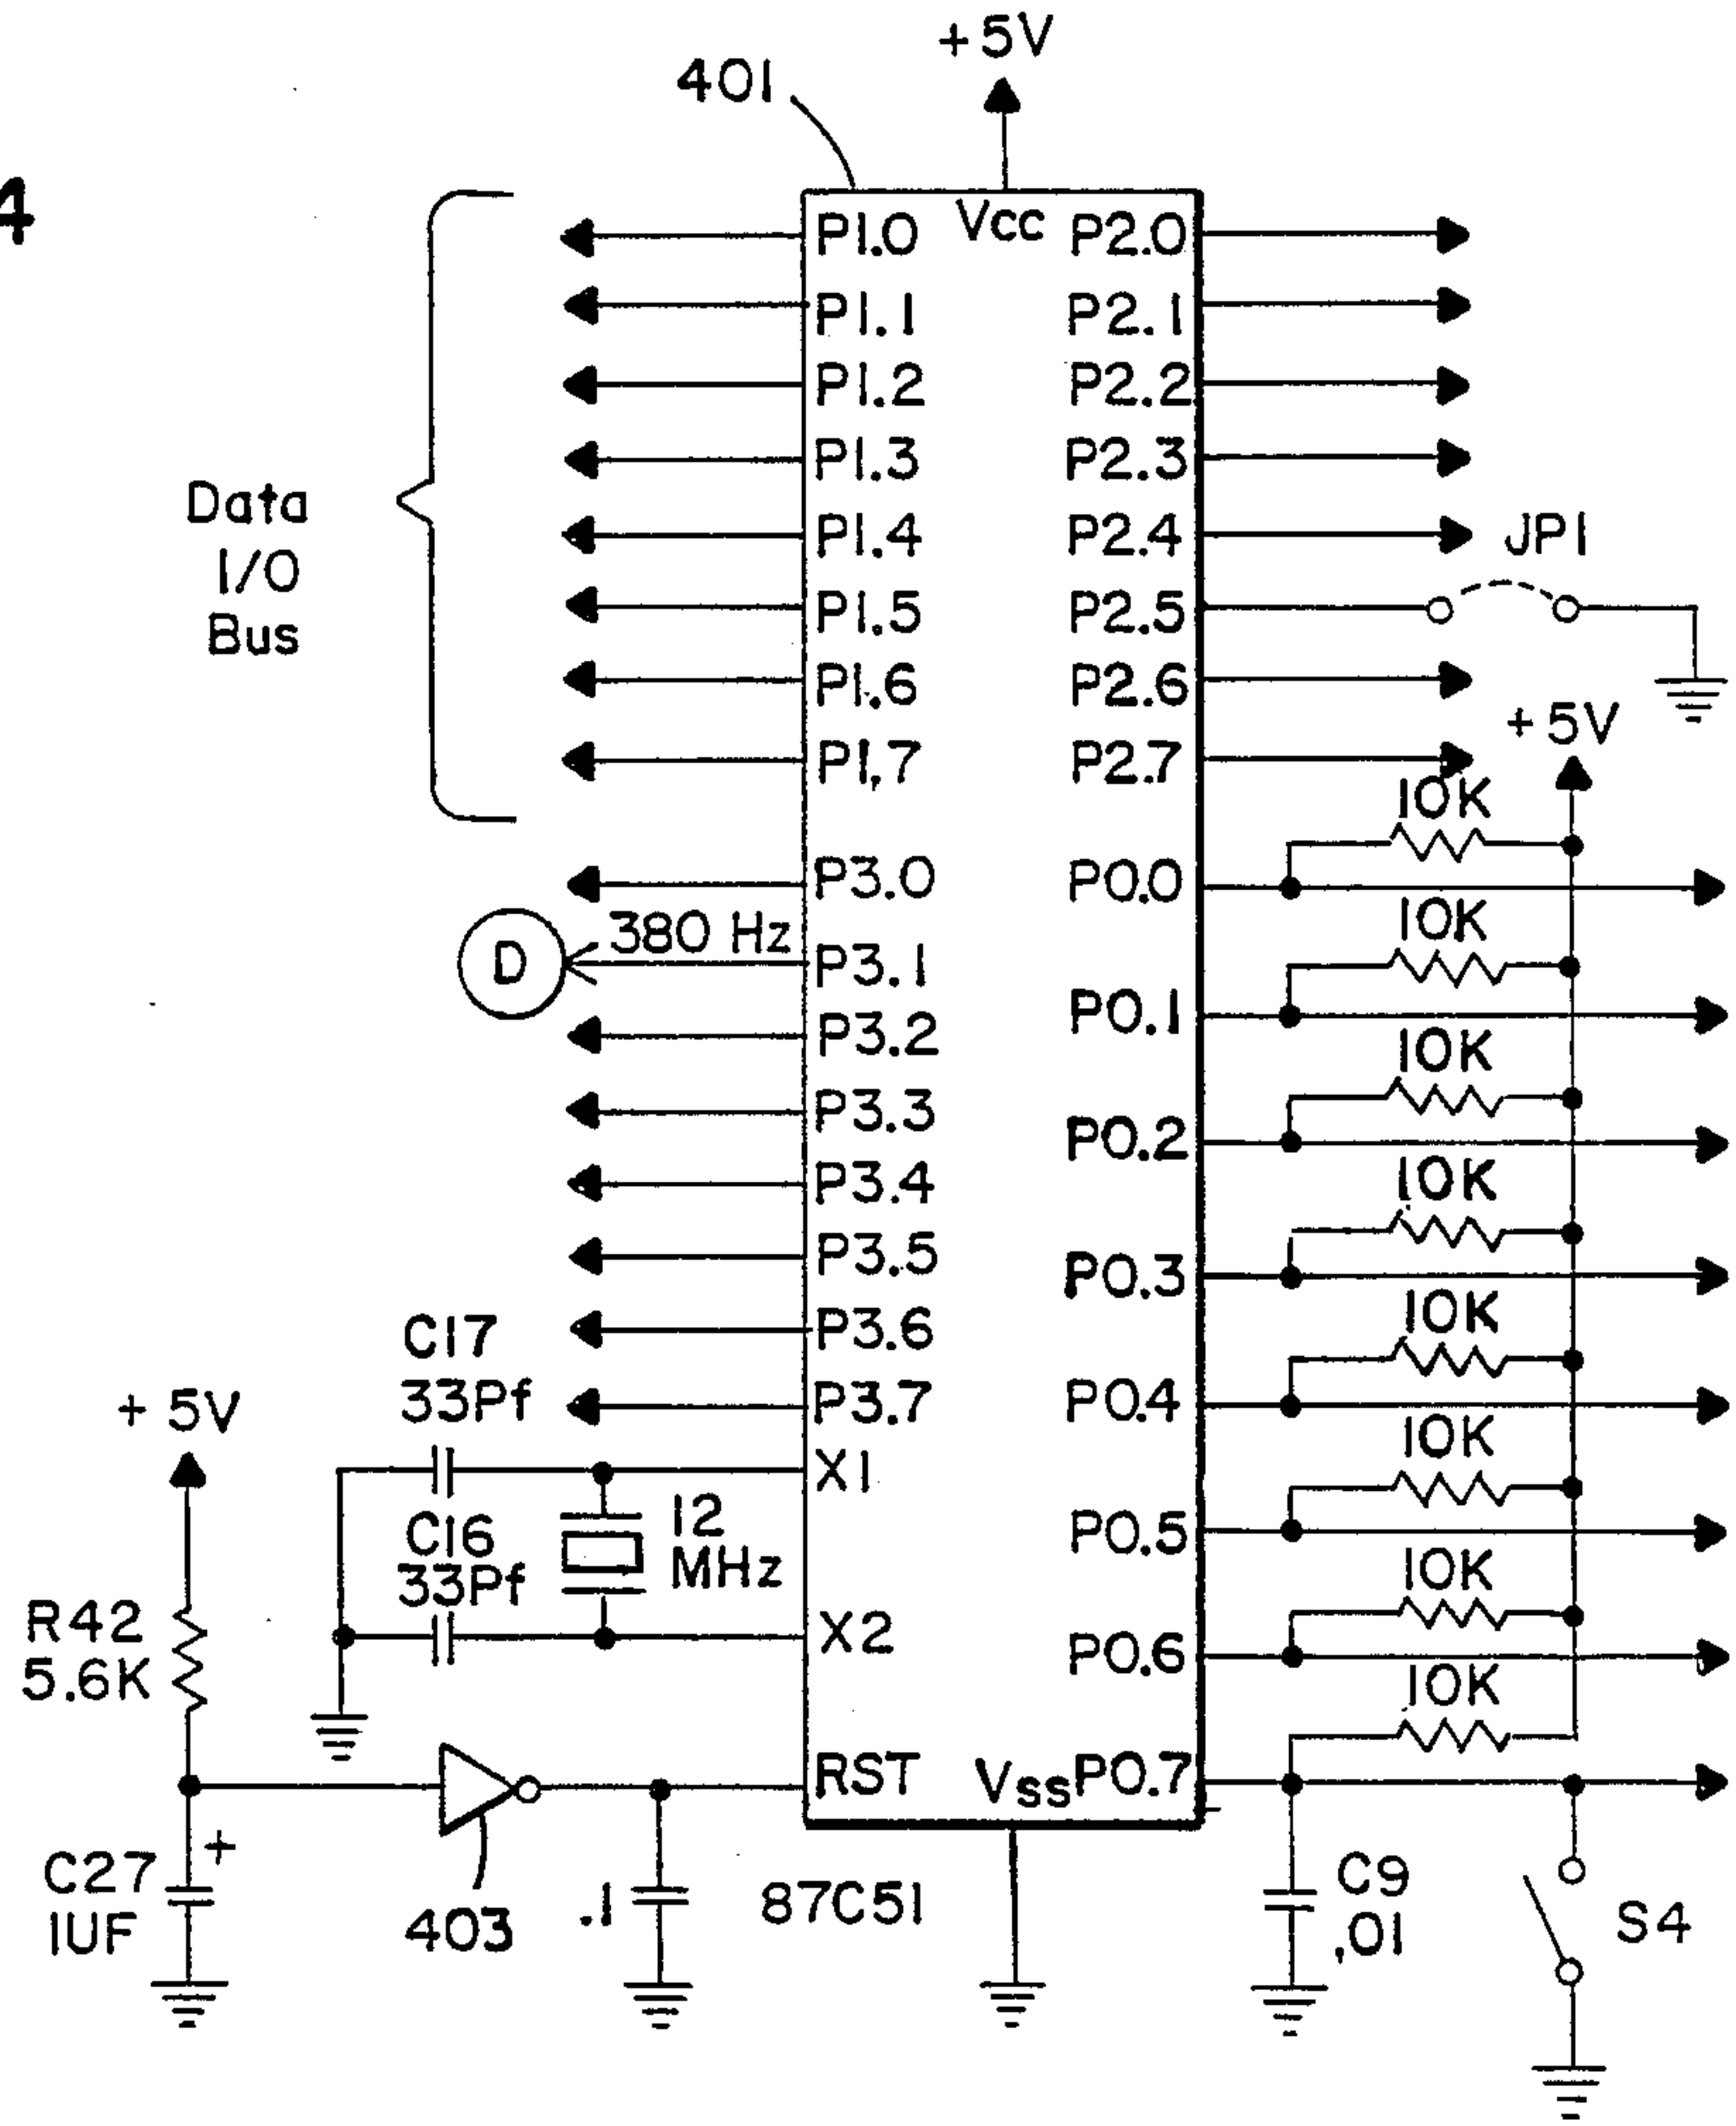 4
401
+5V
Vcc
P1.0
P1.1
P1.2
P1.3
P1.4
P1.5
P1.6
P1.7
Data
I/O
Bus
P3.0
380 Hz
D
P3.1
P3.2
P3.3
P3.4
P3.5
P3.6
P3.7
X1
X2
RST
Vss
P2.0
P2.1
P2.2
P2.3
P2.4
P2.5
P2.6
P2.7
JP1
+5V
10K
P0.0
10K
P0.1
10K
P0.2
10K
P0.3
10K
P0.4
10K
P0.5
10K
P0.6
10K
P0.7
C17
33Pf
C16
33Pf
12
MHz
+5V
R42
5.6K
+
C27
1UF
403
.1
87C51
C9
.01
S4